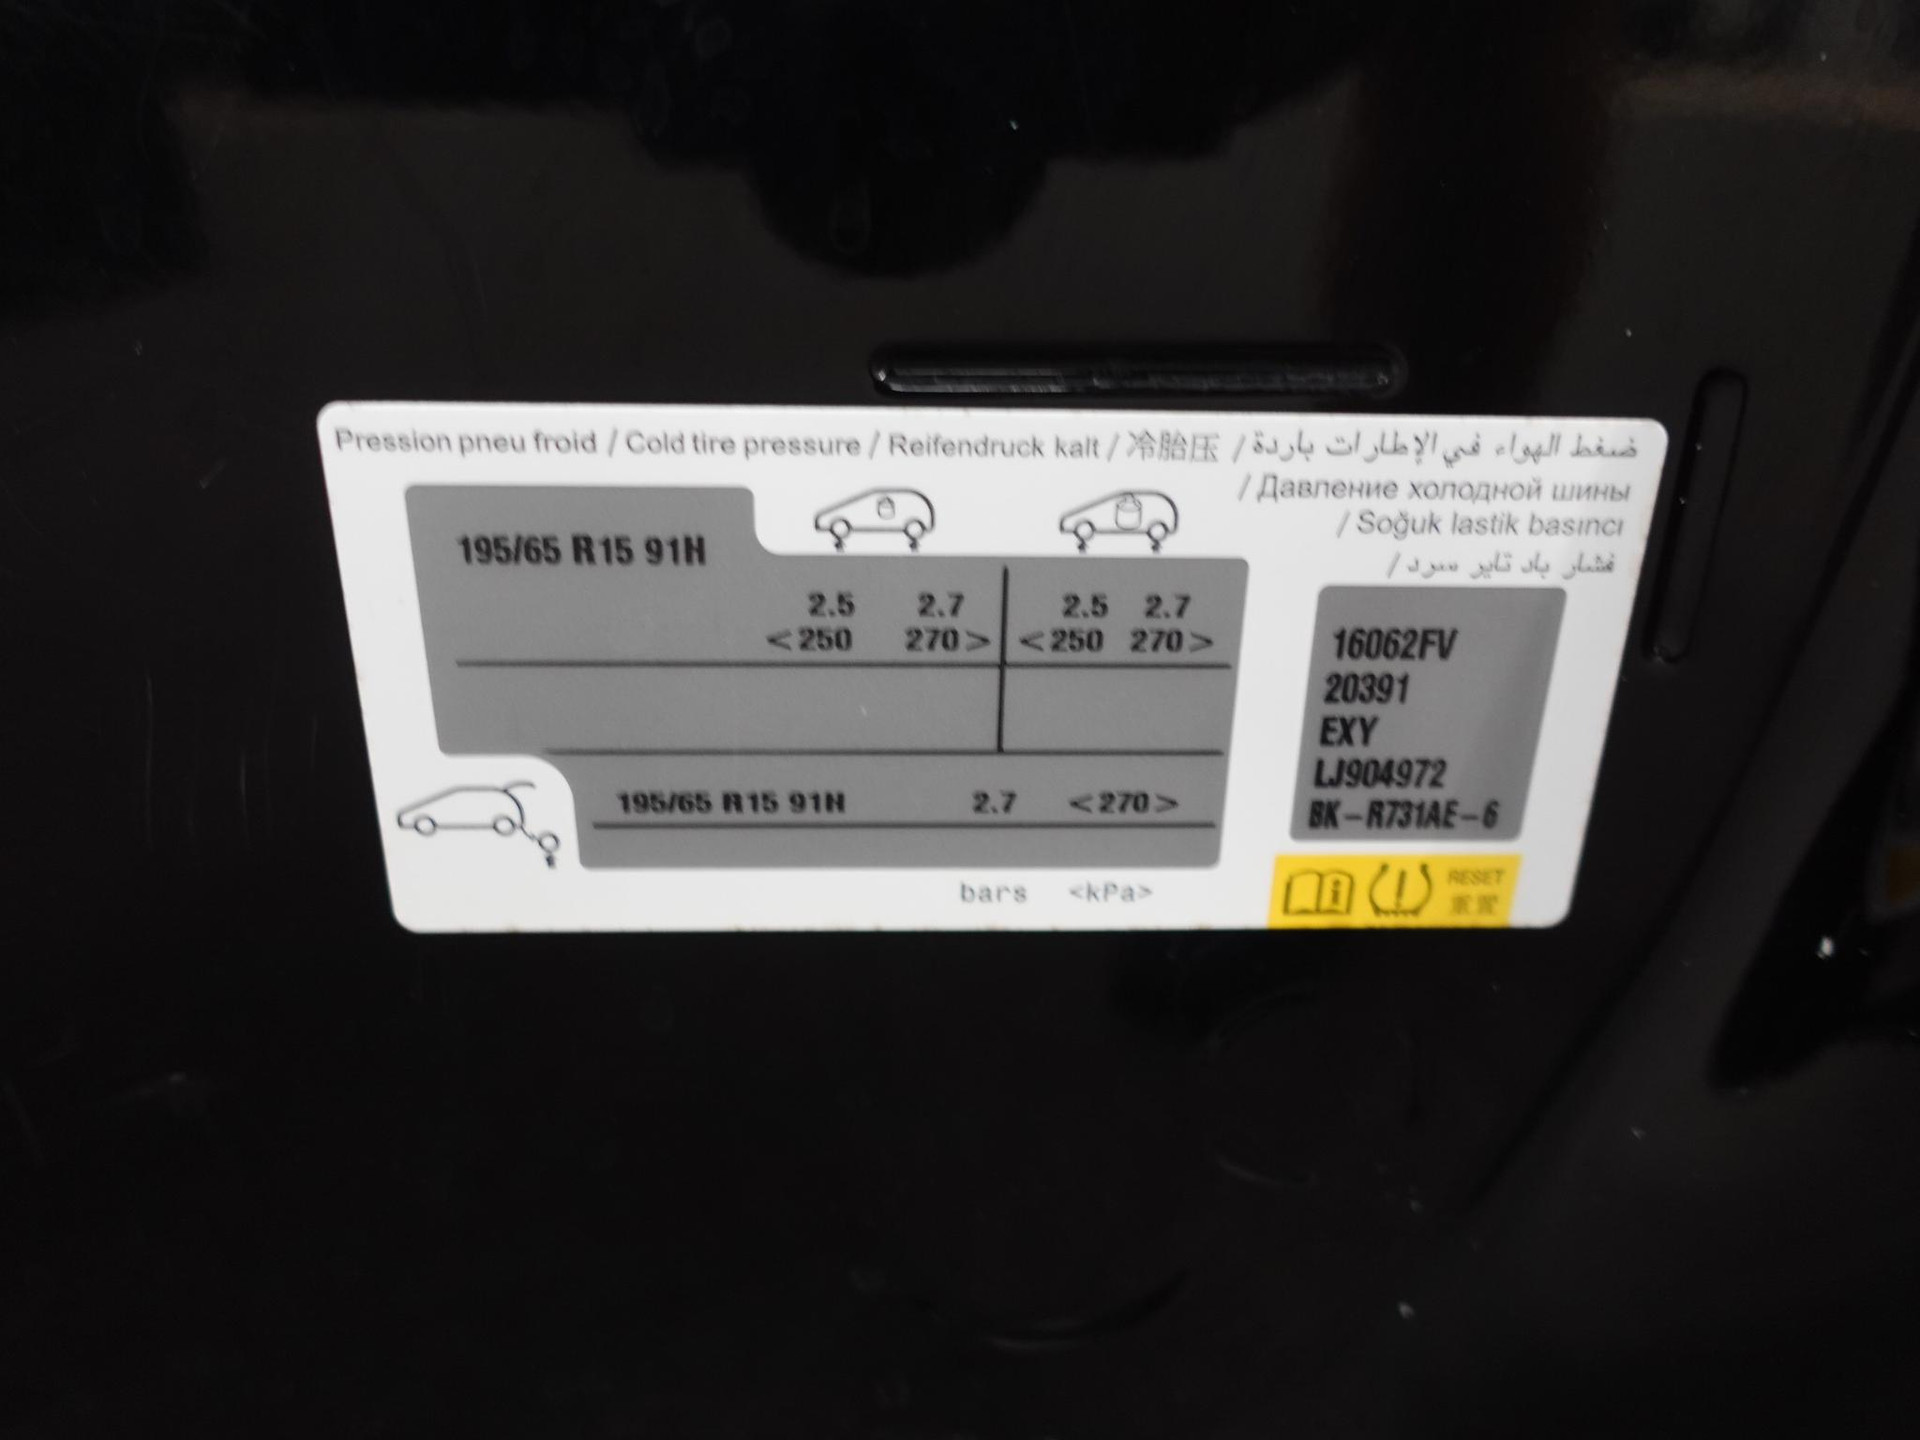 Pression pneu froid / Cold tire pressure / Reifendruck kalt / 冷胎压 / ضغط الهواء في الإطارات باردة
/ Давление холодной шины
/ Soğuk lastik basıncı
/ فشار باد تایر سرد
195/65 R15 91H
2.5 2.7 2.5 2.7
<250 270> <250 270>
195/65 R15 91H 2.7 <270>
bars <kPa>
16062FV
20391
EXY
LJ904972
BK-R731AE-6
RESET
重置